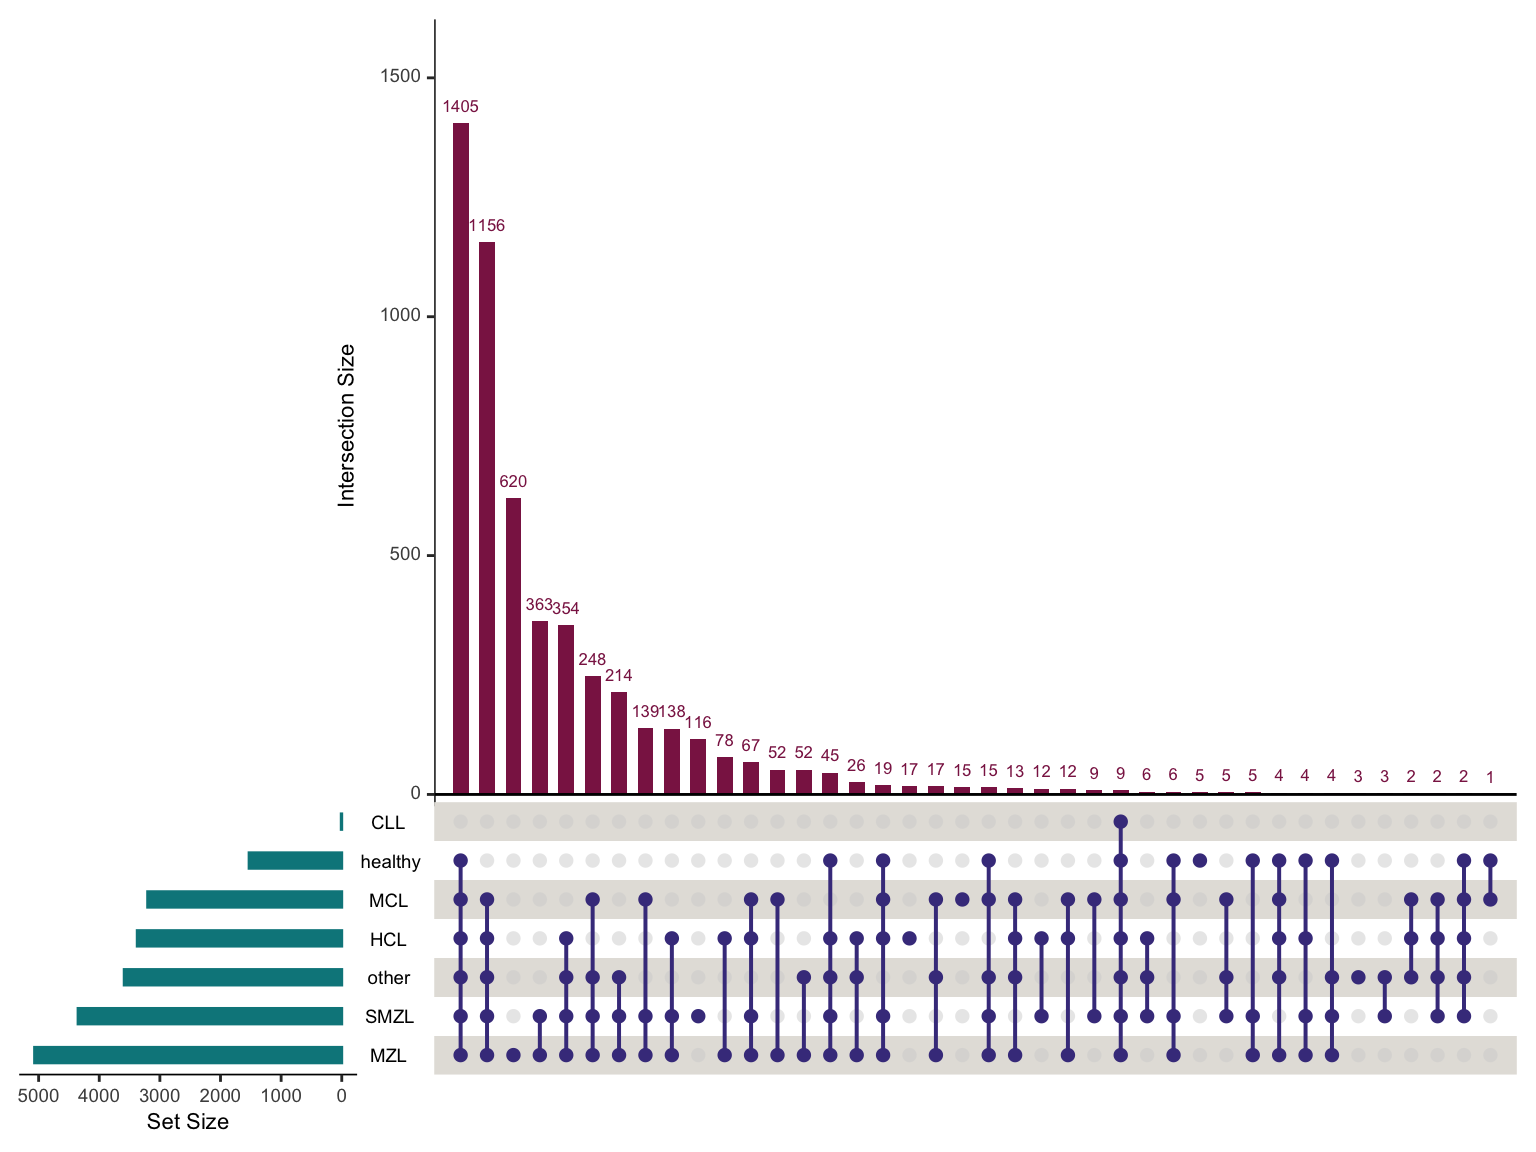 1500
1405
1156
1000
Intersection Size
620
500
363 354
248
214
139 138
116
78 67 52 52 45 26 19 17 17 15 15 13 12 12 9 9 6 6 5 5 5 4 4 4 3 3 2 2 2 1
0
CLL
healthy
MCL
HCL
other
SMZL
MZL
5000 4000 3000 2000 1000 0
Set Size